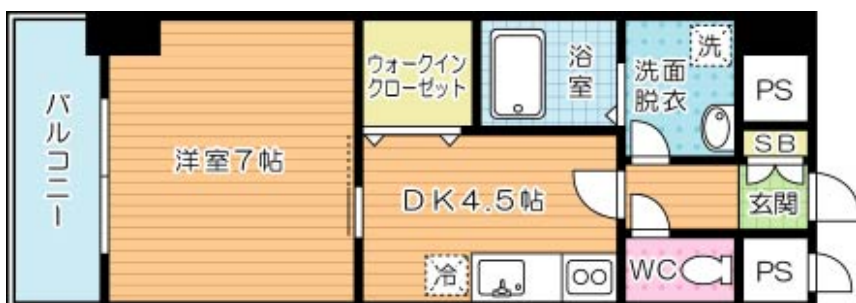 バルコニー
洋室7帖
ウォークイン
クローゼット
浴室
洗
洗面
脱衣
PS
SB
DK4.5帖
玄関
冷
WC
PS